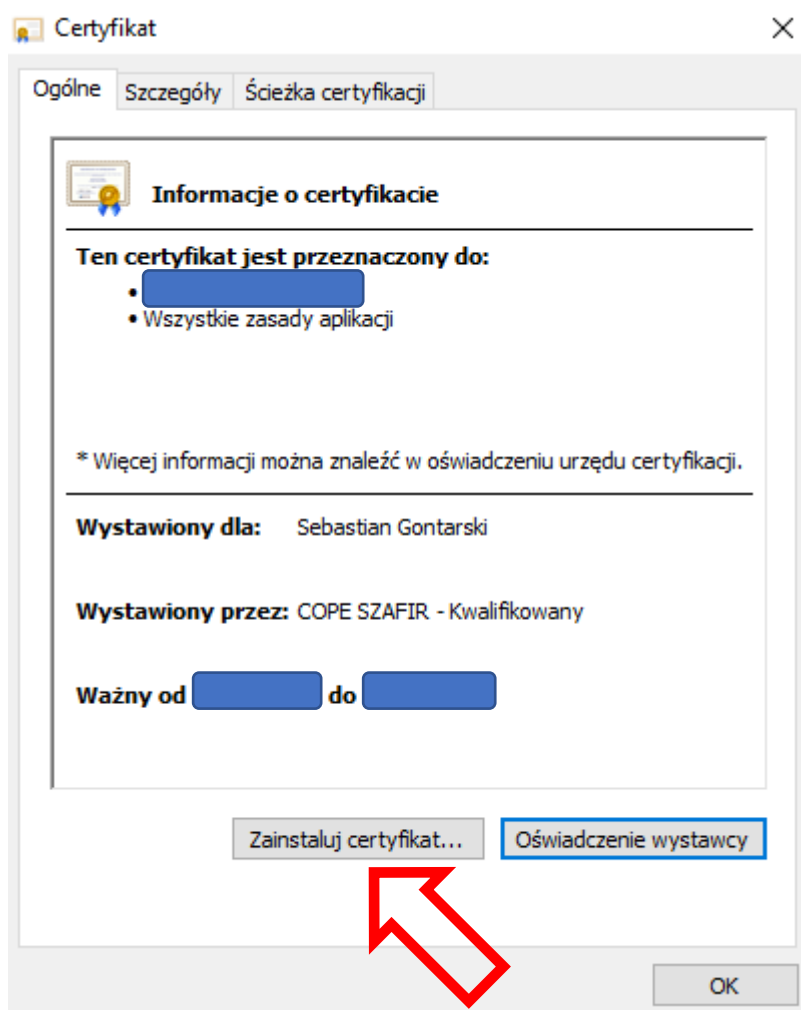 Certyfikat
Ogólne Szczegóły Ścieżka certyfikacji
Informacje o certyfikacie
Ten certyfikat jest przeznaczony do:
• Wszystkie zasady aplikacji
* Więcej informacji można znaleźć w oświadczeniu urzędu certyfikacji.
Wystawiony dla: Sebastian Gontarski
Wystawiony przez: COPE SZAFIR - Kwalifikowany
Ważny od do
Zainstaluj certyfikat... Oświadczenie wystawcy
OK